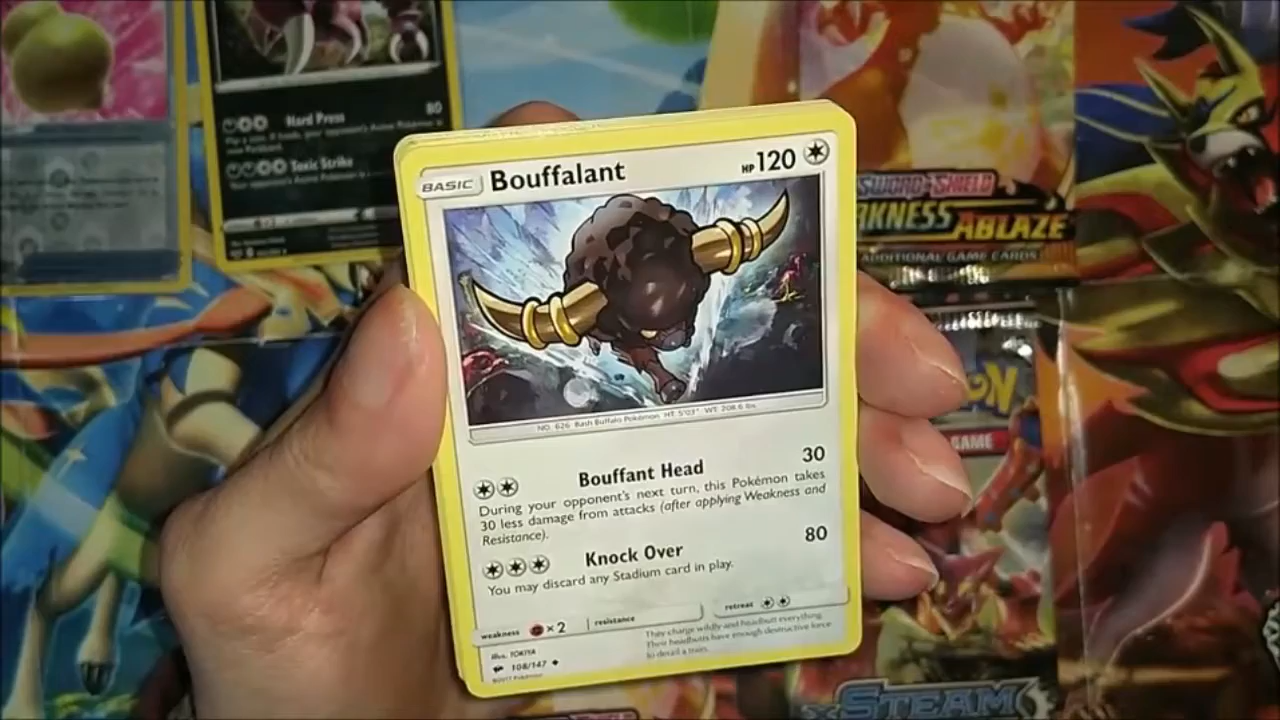 Hard Press 80
Toxic Strike
BASIC Bouffalant HP 120
NO. 626 Bash Buffalo Pokémon HT: 5'03" WT: 208.6 lbs.
Bouffant Head 30
During your opponent's next turn, this Pokémon takes
30 less damage from attacks (after applying Weakness and
Resistance).
Knock Over 80
You may discard any Stadium card in play.
weakness ×2 resistance retreat
They charge wildly and headbutt everything.
Their headbutts have enough destructive force
to derail a train.
illus. TOKIYA
108/147
©2017 Pokémon
SWORD & SHIELD
RKNESS ABLAZE
ADDITIONAL GAME CARDS
ON
GAME
STEAM